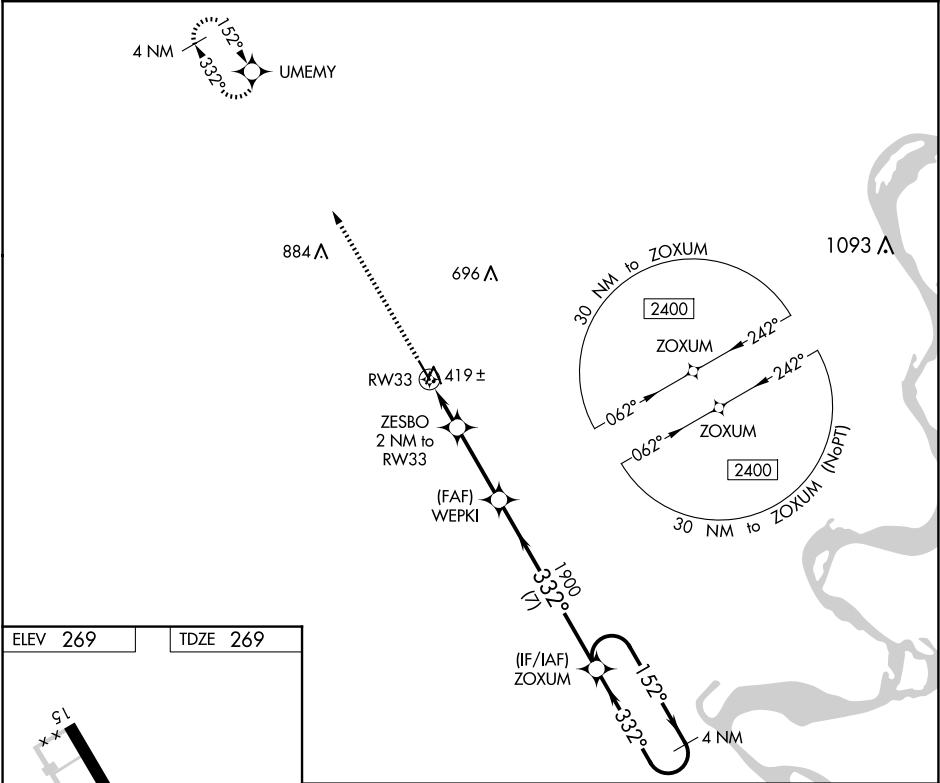 152°
4 NM
332°
UMEMY
884
696
1093
30 NM to ZOXUM
2400
242°
ZOXUM
062°
242°
ZOXUM
062°
2400
30 NM to ZOXUM (NoPT)
RW33
419 ±
ZESBO
2 NM to
RW33
(FAF)
WEPKI
1900
332°
(7)
(IF/IAF)
ZOXUM
152°
332°
4 NM
ELEV 269
TDZE 269
15
x x